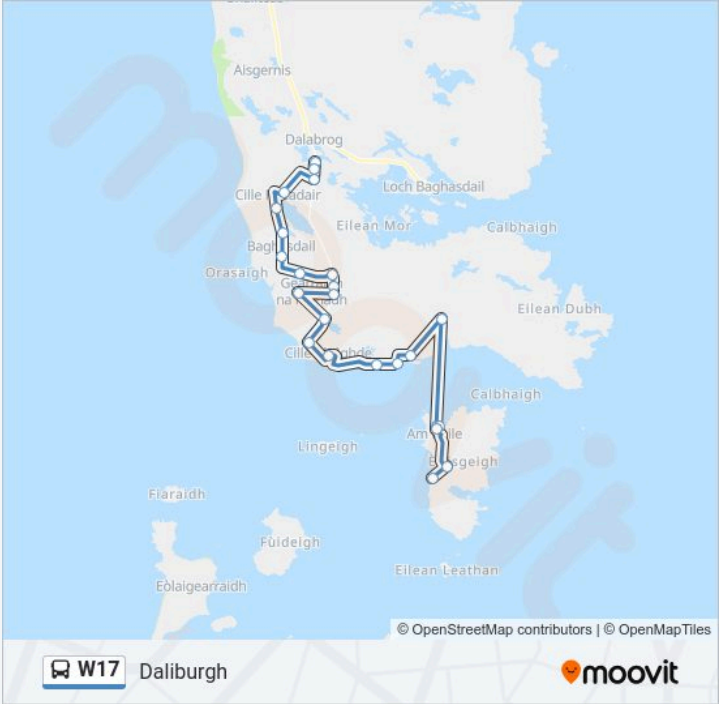 Aisgernis
Dalabrog
Loch Baghasdail
Eilean Mor
Calbhaigh
Orasaigh
Eilean Dubh
Calbhaigh
Lingeigh
Fiaraidh
Fùideigh
Eilean Leathan
Eòlaigearraidh
© OpenStreetMap contributors | © OpenMapTiles
W17 Daliburgh
moovit